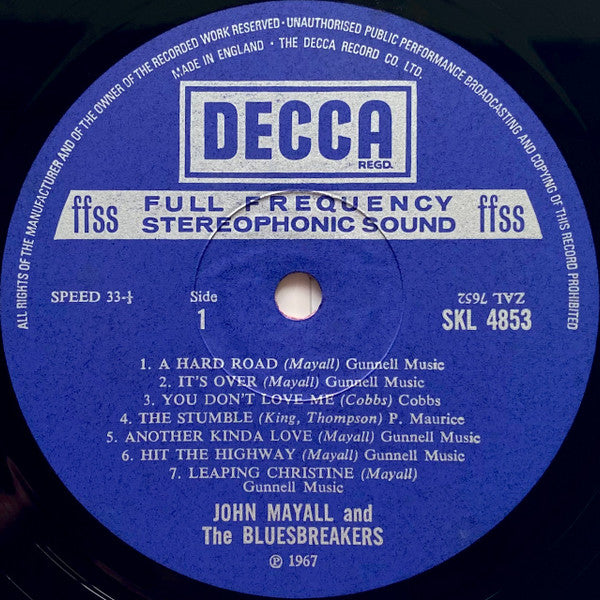 ALL RIGHTS OF THE MANUFACTURER AND OF THE OWNER OF THE RECORDED WORK RESERVED · UNAUTHORISED PUBLIC PERFORMANCE BROADCASTING AND COPYING OF THIS RECORD PROHIBITED
MADE IN ENGLAND · THE DECCA RECORD CO. LTD.
DECCA
REGD.
ffss FULL FREQUENCY STEREOPHONIC SOUND ffss
SPEED 33-⅓
Side
1
ZAL 7652
SKL 4853
1. A HARD ROAD (Mayall) Gunnell Music
2. IT'S OVER (Mayall) Gunnell Music
3. YOU DON'T LOVE ME (Cobbs) Cobbs
4. THE STUMBLE (King, Thompson) P. Maurice
5. ANOTHER KINDA LOVE (Mayall) Gunnell Music
6. HIT THE HIGHWAY (Mayall) Gunnell Music
7. LEAPING CHRISTINE (Mayall)
Gunnell Music
JOHN MAYALL and
The BLUESBREAKERS
℗ 1967